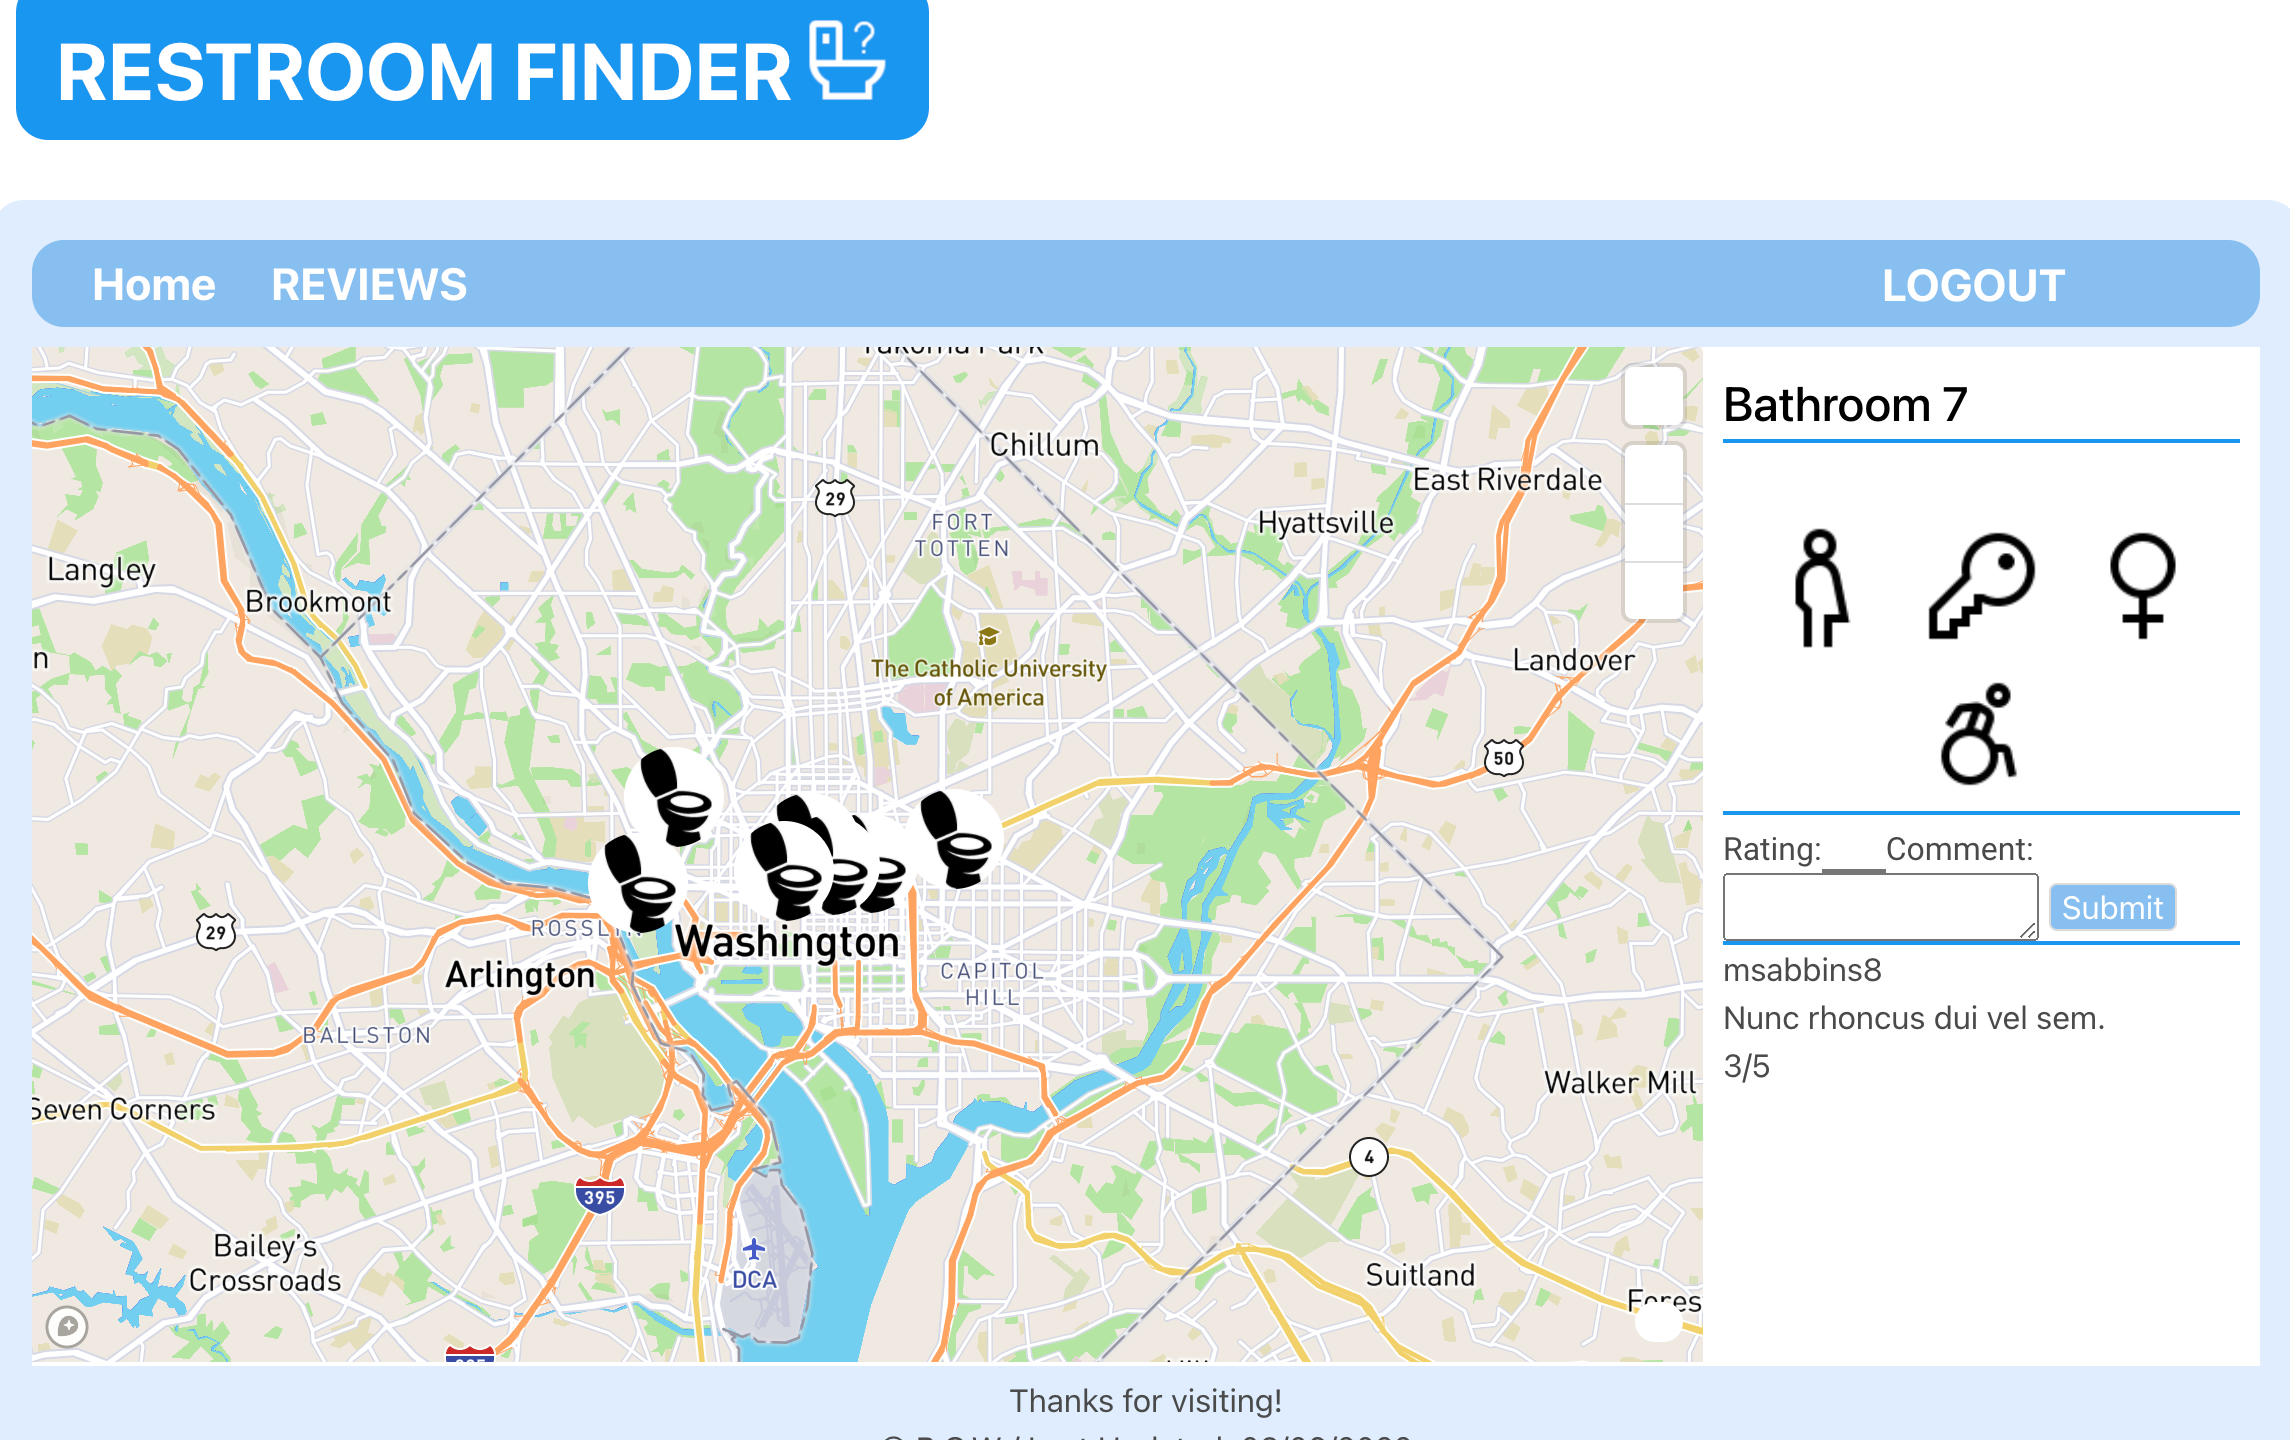 RESTROOM FINDER ?
Home REVIEWS LOGOUT
Takoma Park
Chillum
29
East Riverdale
FORT
TOTTEN
Hyattsville
Langley
Brookmont
n
The Catholic University
of America
Landover
50
29
ROSSLYN
Washington
Arlington
CAPITOL
HILL
BALLSTON
Walker Mill
Seven Corners
4
395
Bailey's
Crossroads
DCA
Suitland
Fores
Bathroom 7
Rating: Comment:
Submit
msabbins8
Nunc rhoncus dui vel sem.
3/5
Thanks for visiting!